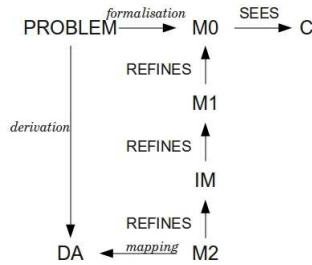 PROBLEM formalisation M0 SEES C
REFINES
M1
derivation
REFINES
IM
REFINES
DA mapping M2